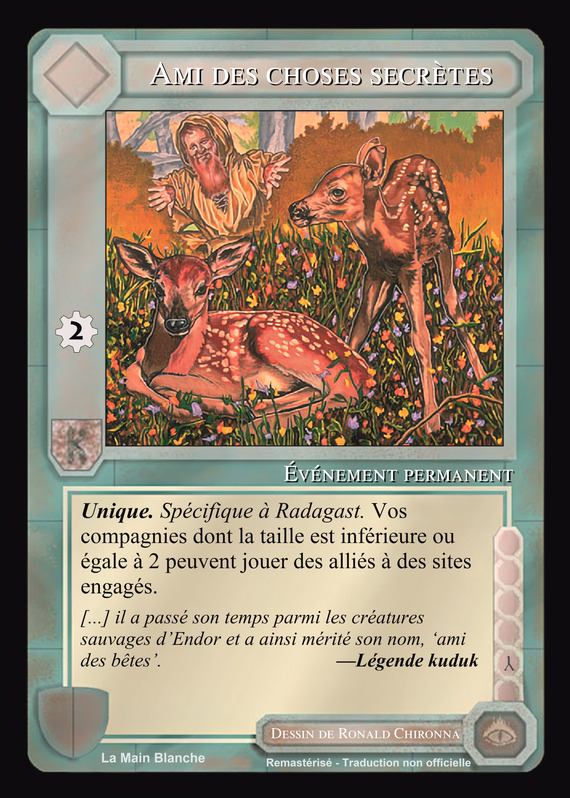 Ami des choses secrètes
2
K
Événement permanent
Unique. Spécifique à Radagast. Vos
compagnies dont la taille est inférieure ou
égale à 2 peuvent jouer des alliés à des sites
engagés.
[...] il a passé son temps parmi les créatures
sauvages d’Endor et a ainsi mérité son nom, ‘ami
des bêtes’. —Légende kuduk
Dessin de Ronald Chironna
La Main Blanche
Remastérisé - Traduction non officielle